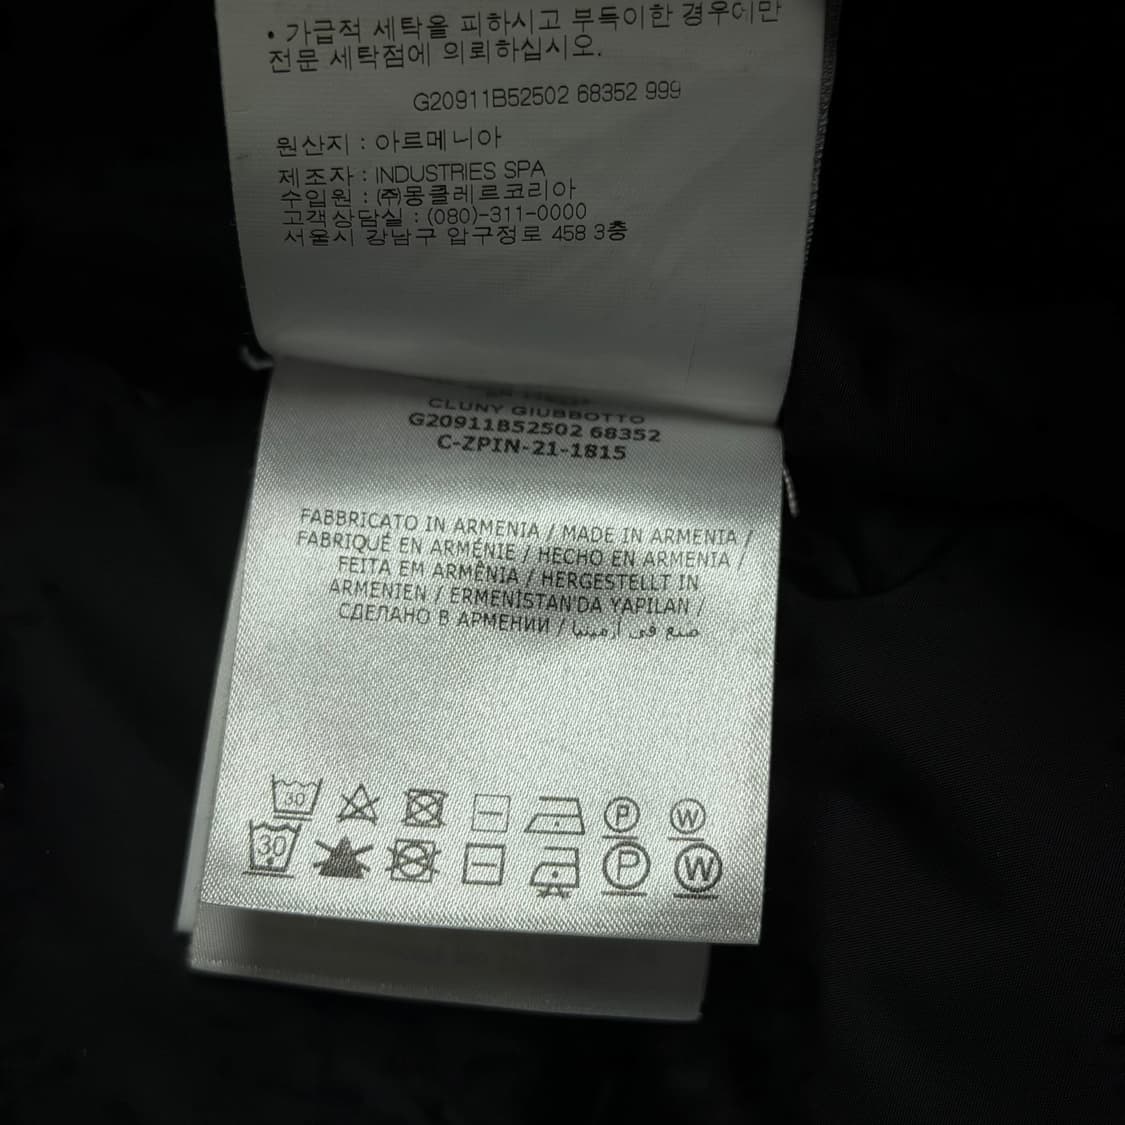 • 가급적 세탁을 피하시고 부득이한 경우에만
전문 세탁점에 의뢰하십시오.
G20911B52502 68352 999
원산지 : 아르메니아
제조자 : INDUSTRIES SPA
수입원 : ㈜몽클레르코리아
고객상담실 : (080)-311-0000
서울시 강남구 압구정로 458 3층
CLUNY GIUBBOTTO
G20911B52502 68352
C-ZPIN-21-1815
FABBRICATO IN ARMENIA / MADE IN ARMENIA /
FABRIQUÉ EN ARMÉNIE / HECHO EN ARMENIA /
FEITA EM ARMÊNIA / HERGESTELLT IN
ARMENIEN / ERMENİSTAN'DA YAPILAN /
СДЕЛАНО В АРМЕНИИ / صنع في أرمينيا
30 P W
30 P W